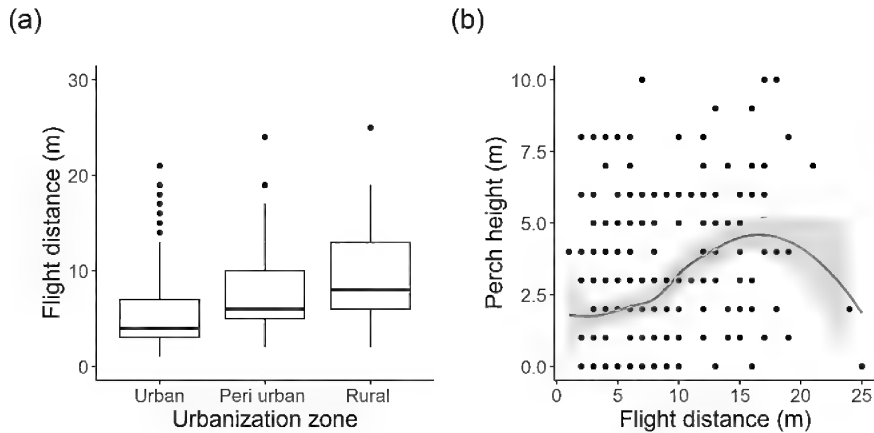 (a)
30
20
10
0
Flight distance (m)
Urban Peri urban Rural
Urbanization zone
(b)
10.0
7.5
5.0
2.5
0.0
Perch height (m)
0 5 10 15 20 25
Flight distance (m)